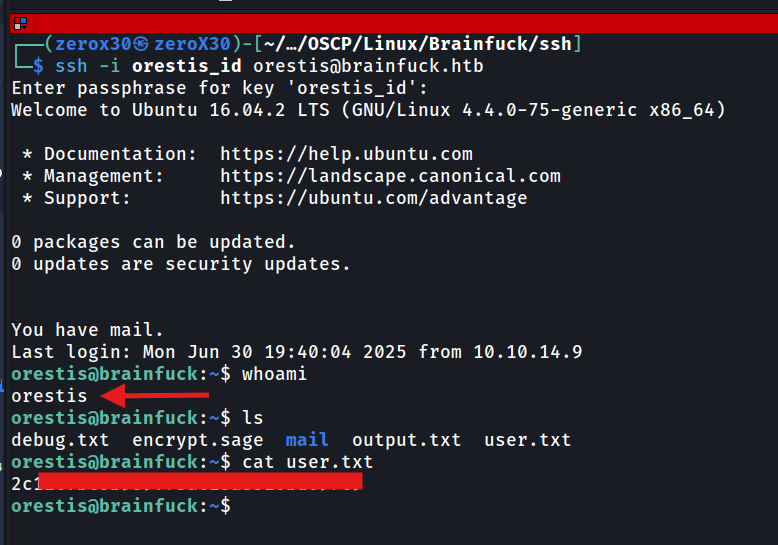 ┌──(zerox30㉿zeroX30)-[~/…/OSCP/Linux/Brainfuck/ssh]
└─$ ssh -i orestis_id orestis@brainfuck.htb
Enter passphrase for key 'orestis_id':
Welcome to Ubuntu 16.04.2 LTS (GNU/Linux 4.4.0-75-generic x86_64)
* Documentation:  https://help.ubuntu.com
* Management:     https://landscape.canonical.com
* Support:        https://ubuntu.com/advantage
0 packages can be updated.
0 updates are security updates.
You have mail.
Last login: Mon Jun 30 19:40:04 2025 from 10.10.14.9
orestis@brainfuck:~$ whoami
orestis
orestis@brainfuck:~$ ls
debug.txt  encrypt.sage  mail  output.txt  user.txt
orestis@brainfuck:~$ cat user.txt
2c1
orestis@brainfuck:~$